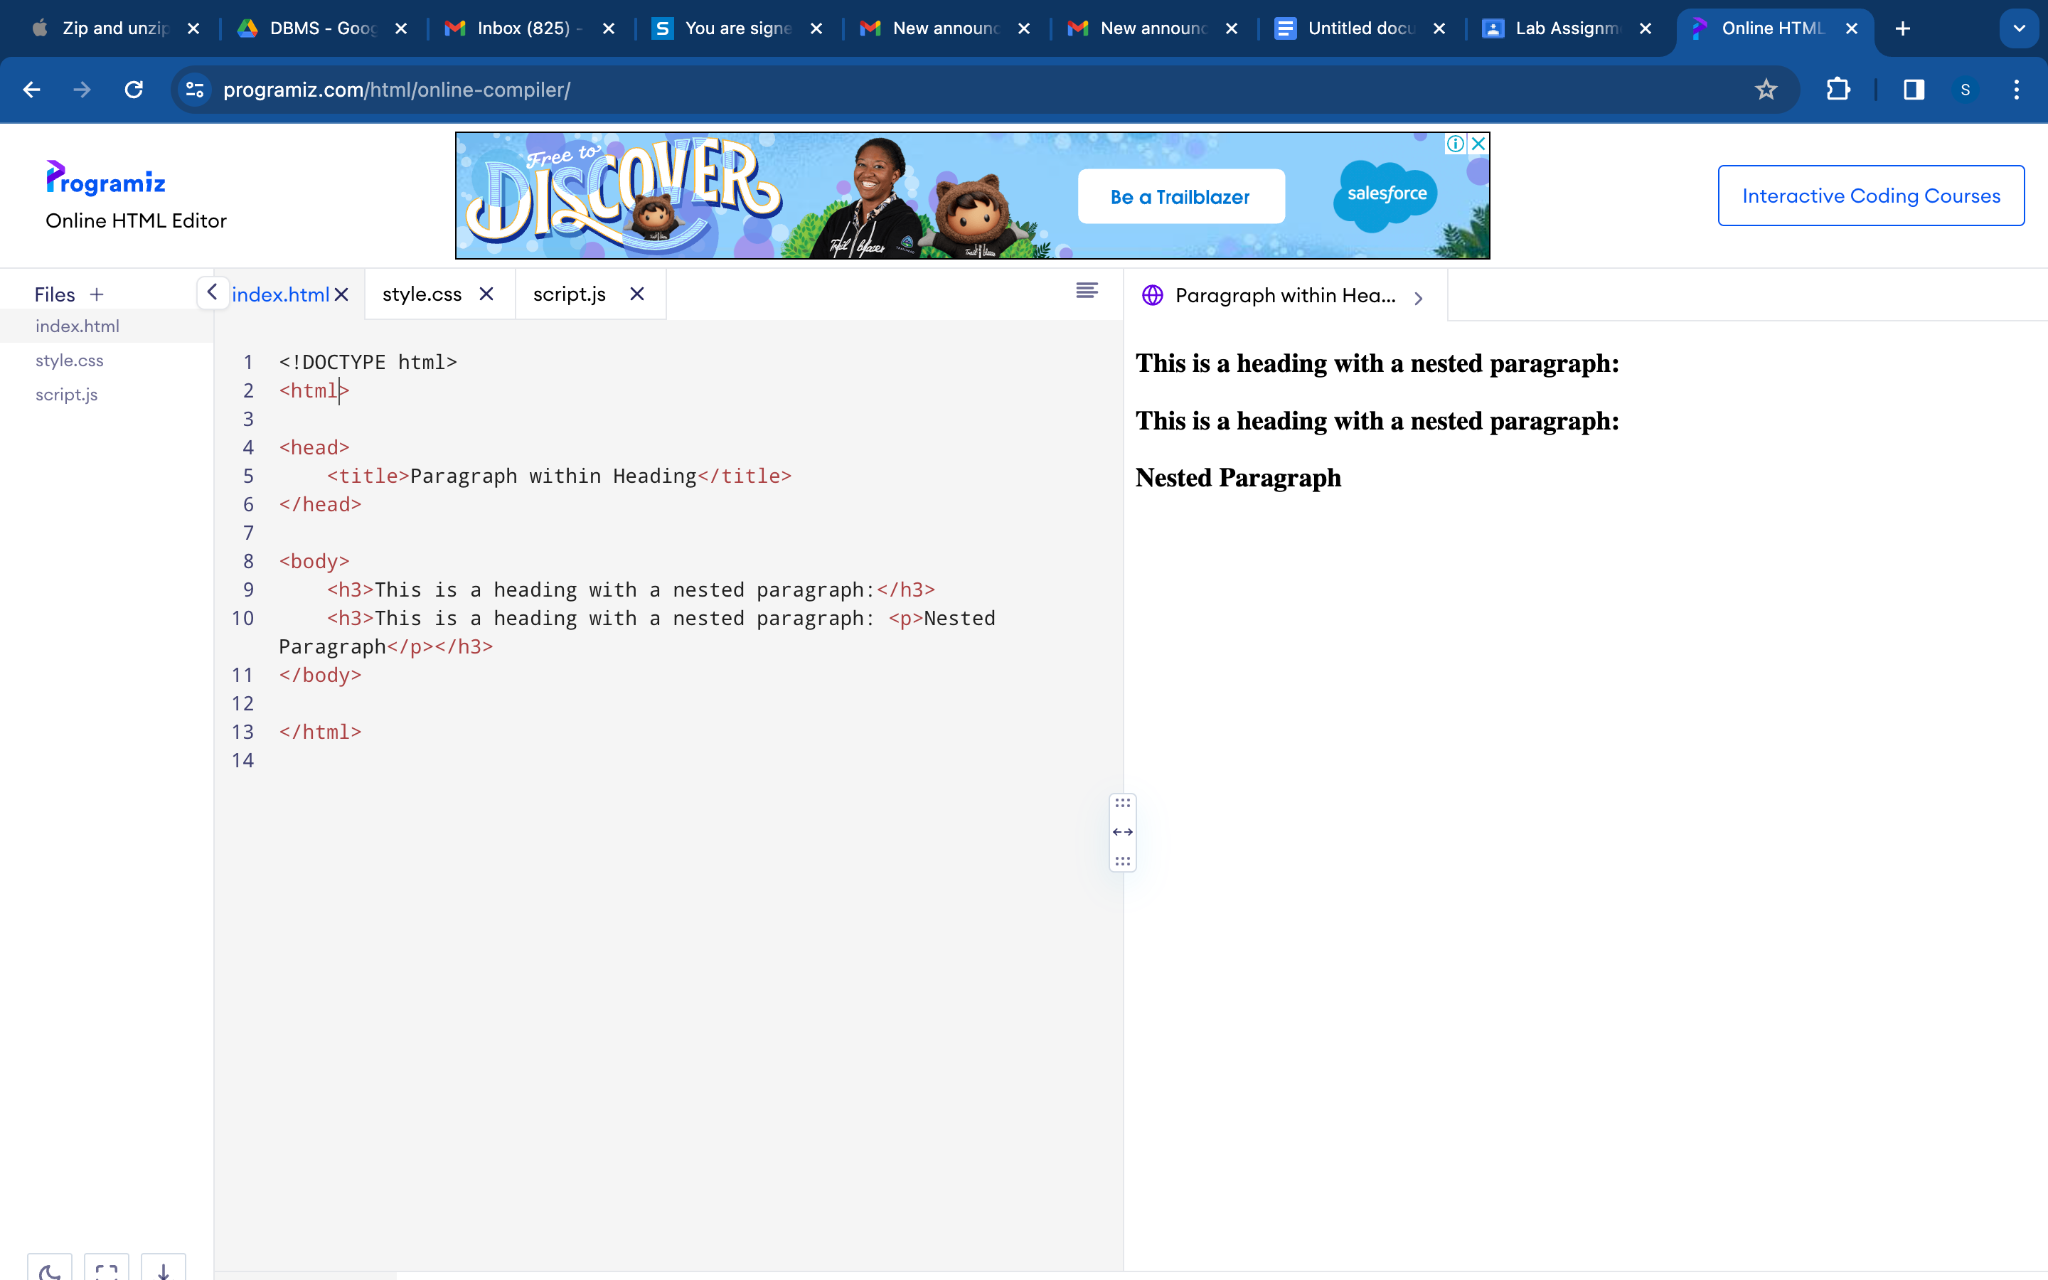 Zip and unzip
DBMS - Goog
Inbox (825) -
You are signe
New announc
New announc
Untitled docu
Lab Assignm
Online HTML
programiz.com/html/online-compiler/
S
Programiz
Online HTML Editor
Free to
DISCOVER
Be a Trailblazer
salesforce
Interactive Coding Courses
Files +
index.html
style.css
script.js
index.html
style.css
script.js
1 <!DOCTYPE html>
2 <html>
3
4 <head>
5 <title>Paragraph within Heading</title>
6 </head>
7
8 <body>
9 <h3>This is a heading with a nested paragraph:</h3>
10 <h3>This is a heading with a nested paragraph: <p>Nested
Paragraph</p></h3>
11 </body>
12
13 </html>
14
Paragraph within Hea...
This is a heading with a nested paragraph:
This is a heading with a nested paragraph:
Nested Paragraph